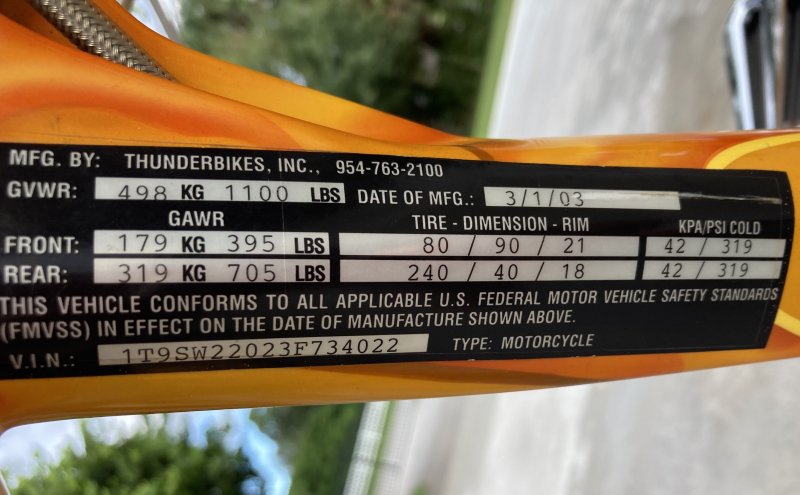 MFG. BY: THUNDERBIKES, INC., 954-763-2100
GVWR: 498 KG 1100 LBS DATE OF MFG.: 3/1/03
GAWR TIRE - DIMENSION - RIM KPA/PSI COLD
FRONT: 179 KG 395 LBS 80 / 90 / 21 42 / 319
REAR: 319 KG 705 LBS 240 / 40 / 18 42 / 319
THIS VEHICLE CONFORMS TO ALL APPLICABLE U.S. FEDERAL MOTOR VEHICLE SAFETY STANDARDS
(FMVSS) IN EFFECT ON THE DATE OF MANUFACTURE SHOWN ABOVE.
V.I.N.: 1T9SW22023F734022 TYPE: MOTORCYCLE